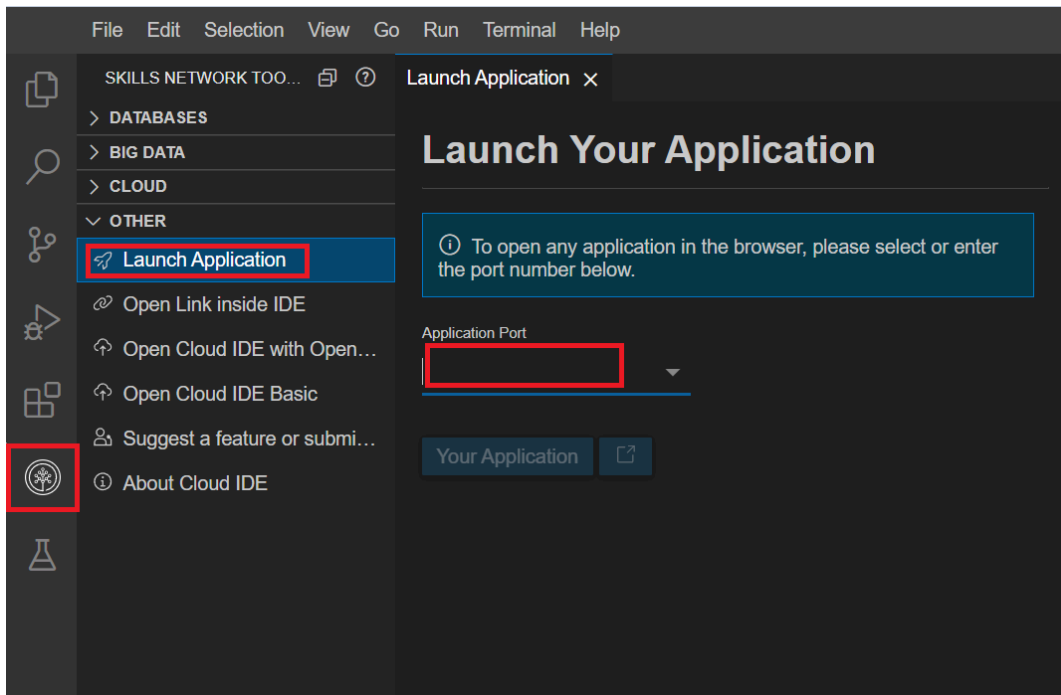 File Edit Selection View Go Run Terminal Help
SKILLS NETWORK TOO...
DATABASES
BIG DATA
CLOUD
OTHER
Launch Application
Open Link inside IDE
Open Cloud IDE with Open...
Open Cloud IDE Basic
Suggest a feature or submi...
About Cloud IDE
Launch Application
Launch Your Application
To open any application in the browser, please select or enter
the port number below.
Application Port
Your Application